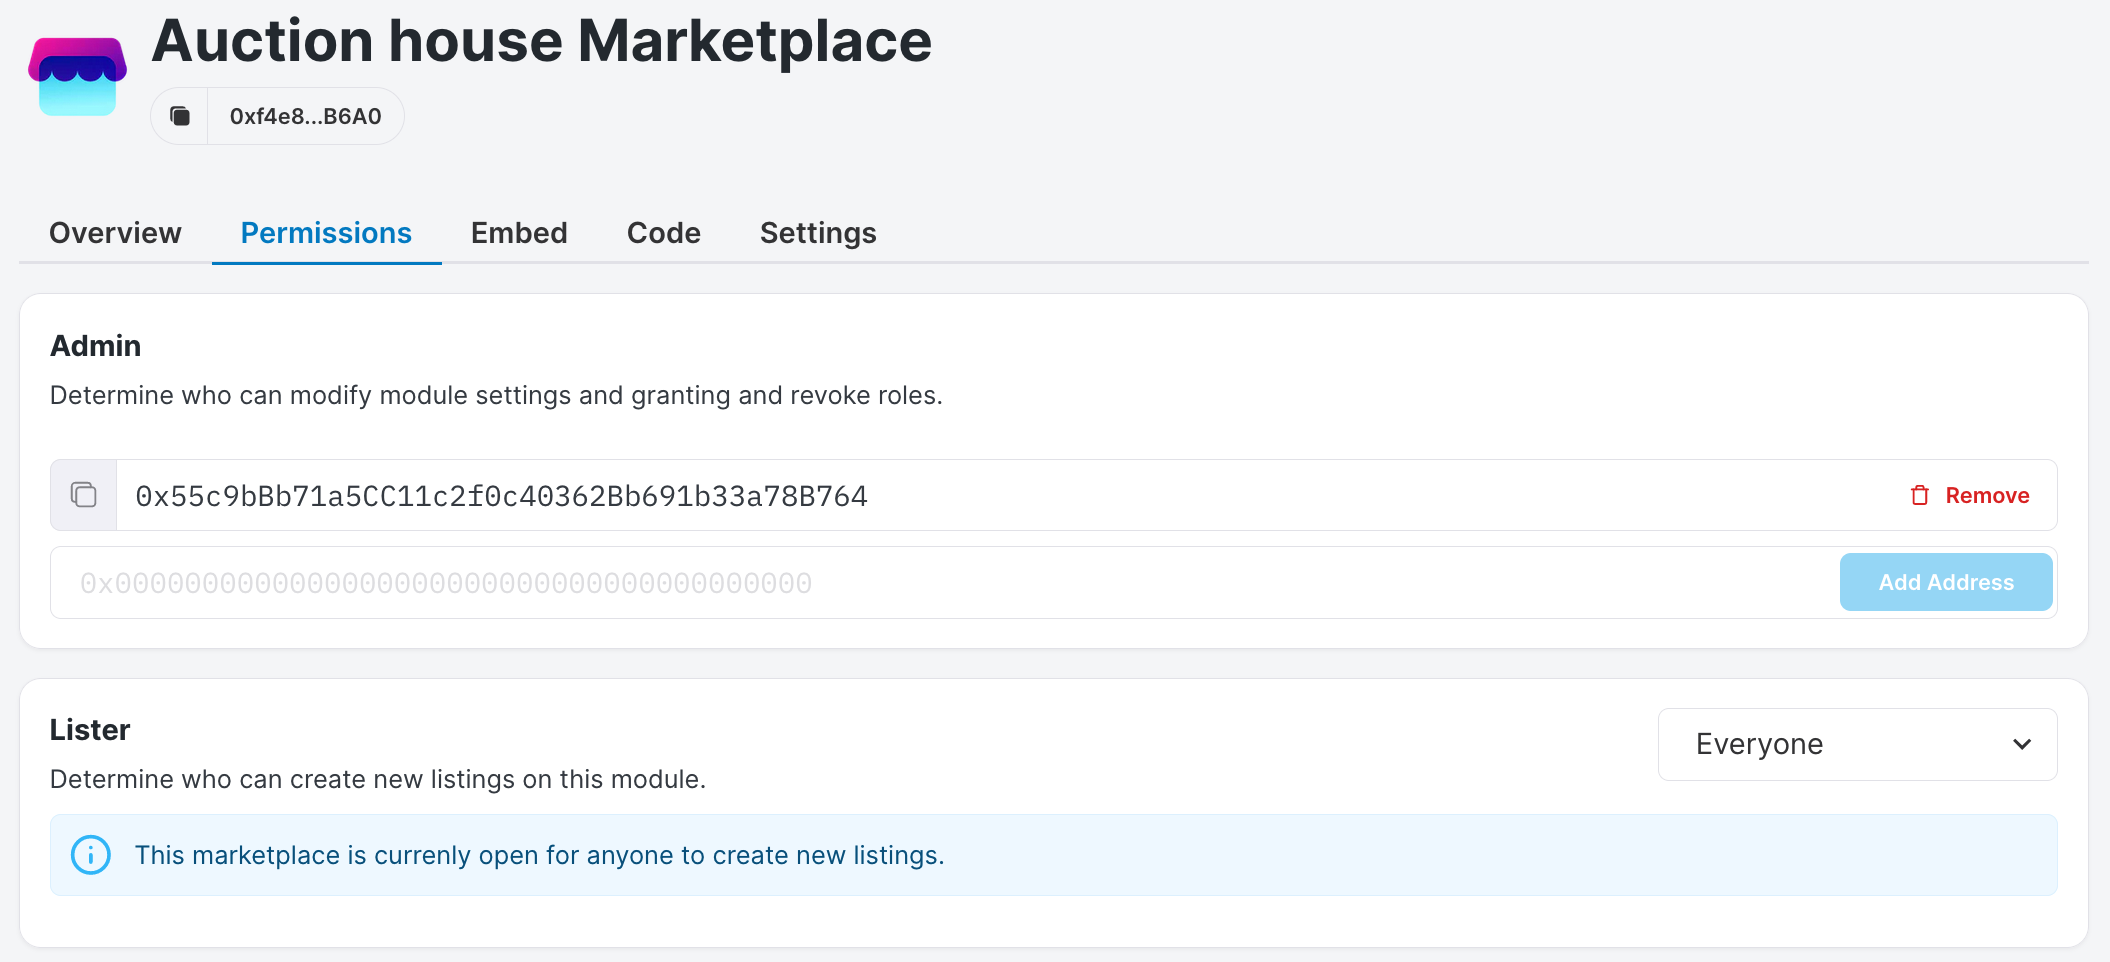 Auction house Marketplace
0xf4e8...B6A0
Overview Permissions Embed Code Settings
Admin
Determine who can modify module settings and granting and revoke roles.
0x55c9bBb71a5CC11c2f0c40362Bb691b33a78B764 Remove
0x0000000000000000000000000000000000000000 Add Address
Lister
Everyone
Determine who can create new listings on this module.
This marketplace is currenly open for anyone to create new listings.